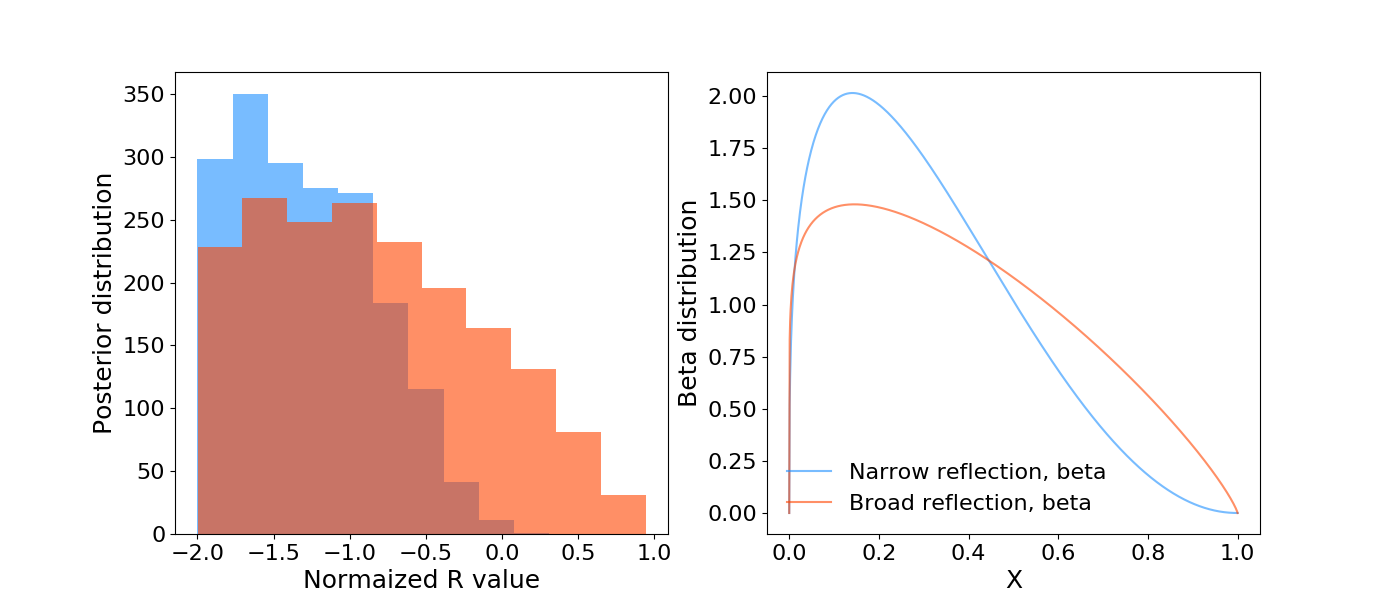 350
300
250
200
150
100
50
0
Posterior distribution
−2.0 −1.5 −1.0 −0.5 0.0 0.5 1.0
Normaized R value
2.00
1.75
1.50
1.25
1.00
0.75
0.50
0.25
0.00
Beta distribution
Narrow reflection, beta
Broad reflection, beta
0.0 0.2 0.4 0.6 0.8 1.0
X